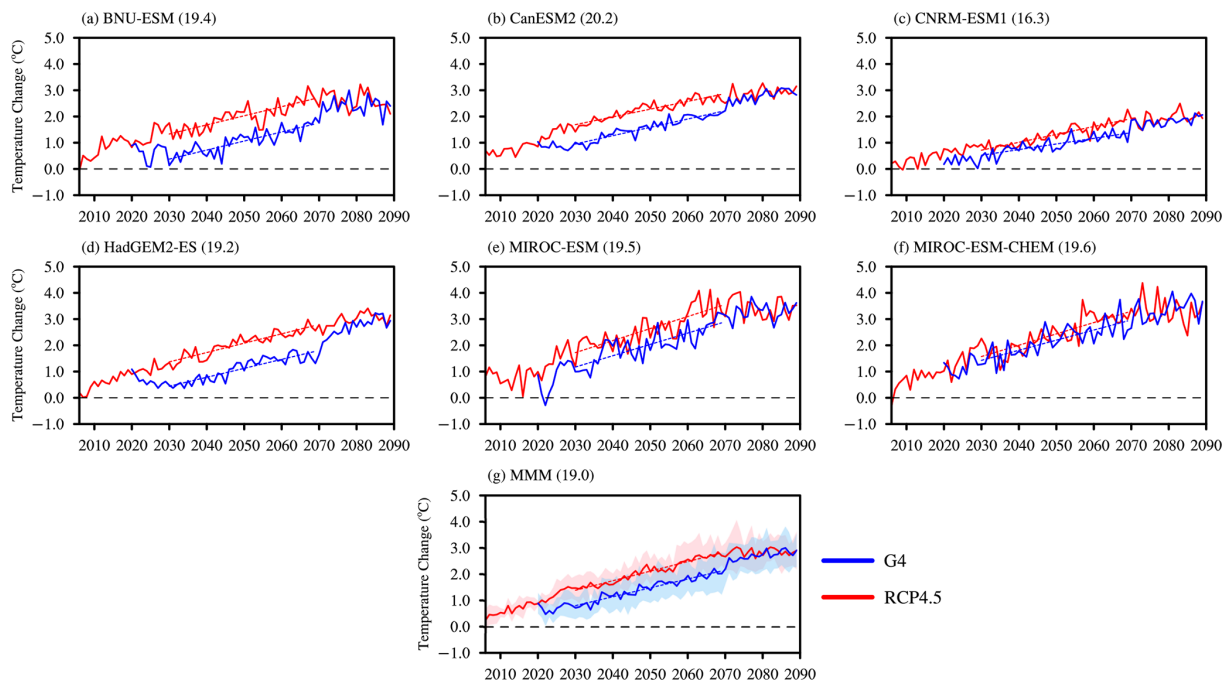 (a) BNU-ESM (19.4)
(b) CanESM2 (20.2)
(c) CNRM-ESM1 (16.3)
Temperature Change (°C)
5.0
4.0
3.0
2.0
1.0
0.0
−1.0
2010 2020 2030 2040 2050 2060 2070 2080 2090
5.0
4.0
3.0
2.0
1.0
0.0
−1.0
2010 2020 2030 2040 2050 2060 2070 2080 2090
5.0
4.0
3.0
2.0
1.0
0.0
−1.0
2010 2020 2030 2040 2050 2060 2070 2080 2090
(d) HadGEM2-ES (19.2)
(e) MIROC-ESM (19.5)
(f) MIROC-ESM-CHEM (19.6)
Temperature Change (°C)
5.0
4.0
3.0
2.0
1.0
0.0
−1.0
2010 2020 2030 2040 2050 2060 2070 2080 2090
5.0
4.0
3.0
2.0
1.0
0.0
−1.0
2010 2020 2030 2040 2050 2060 2070 2080 2090
5.0
4.0
3.0
2.0
1.0
0.0
−1.0
2010 2020 2030 2040 2050 2060 2070 2080 2090
(g) MMM (19.0)
Temperature Change (°C)
5.0
4.0
3.0
2.0
1.0
0.0
−1.0
2010 2020 2030 2040 2050 2060 2070 2080 2090
G4
RCP4.5